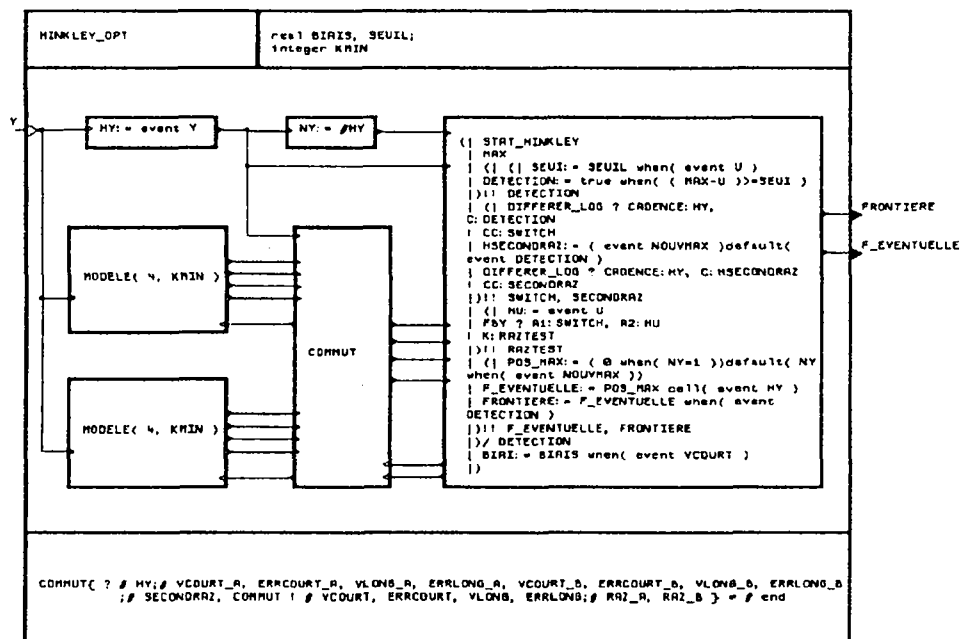 HINKLEY_OPT
real BIAIS, SEUIL;
integer KMIN
Y
HY:= event Y
NY:= #HY
(| STAT_HINKLEY
| MAX
| (| (| SEUI:= SEUIL when( event U )
| DETECTION:= true when( ( MAX-U )>=SEUI )
|)!! DETECTION
| (| DIFFERER_LOG ? CADENCE:HY,
C:DETECTION
! CC:SWITCH
| HSECONDRAZ:= ( event NOUVMAX )default(
event DETECTION )
| DIFFERER_LOG ? CADENCE:HY, C:HSECONDRAZ
! CC:SECONDRAZ
|)!! SWITCH, SECONDRAZ
| (| HU:= event U
| FBY ? A1:SWITCH, A2:HU
! K:RAZTEST
|)!! RAZTEST
| (| POS_MAX:= ( 0 when( NY=1 ))default( NY
when( event NOUVMAX ))
| F_EVENTUELLE:= POS_MAX cell( event HY )
| FRONTIERE:= F_EVENTUELLE when( event
DETECTION )
|)!! F_EVENTUELLE, FRONTIERE
|)/ DETECTION
| BIAI:= BIAIS when( event VCOURT )
|)
FRONTIERE
F_EVENTUELLE
MODELE( 4, KMIN )
COMMUT
MODELE( 4, KMIN )
COMMUT{ ? # HY;# VCOURT_A, ERRCOURT_A, VLONG_A, ERRLONG_A, VCOURT_B, ERRCOURT_B, VLONG_B, ERRLONG_B
;# SECONDRAZ, COMMUT ! # VCOURT, ERRCOURT, VLONG, ERRLONG;# RAZ_A, RAZ_B } = # end